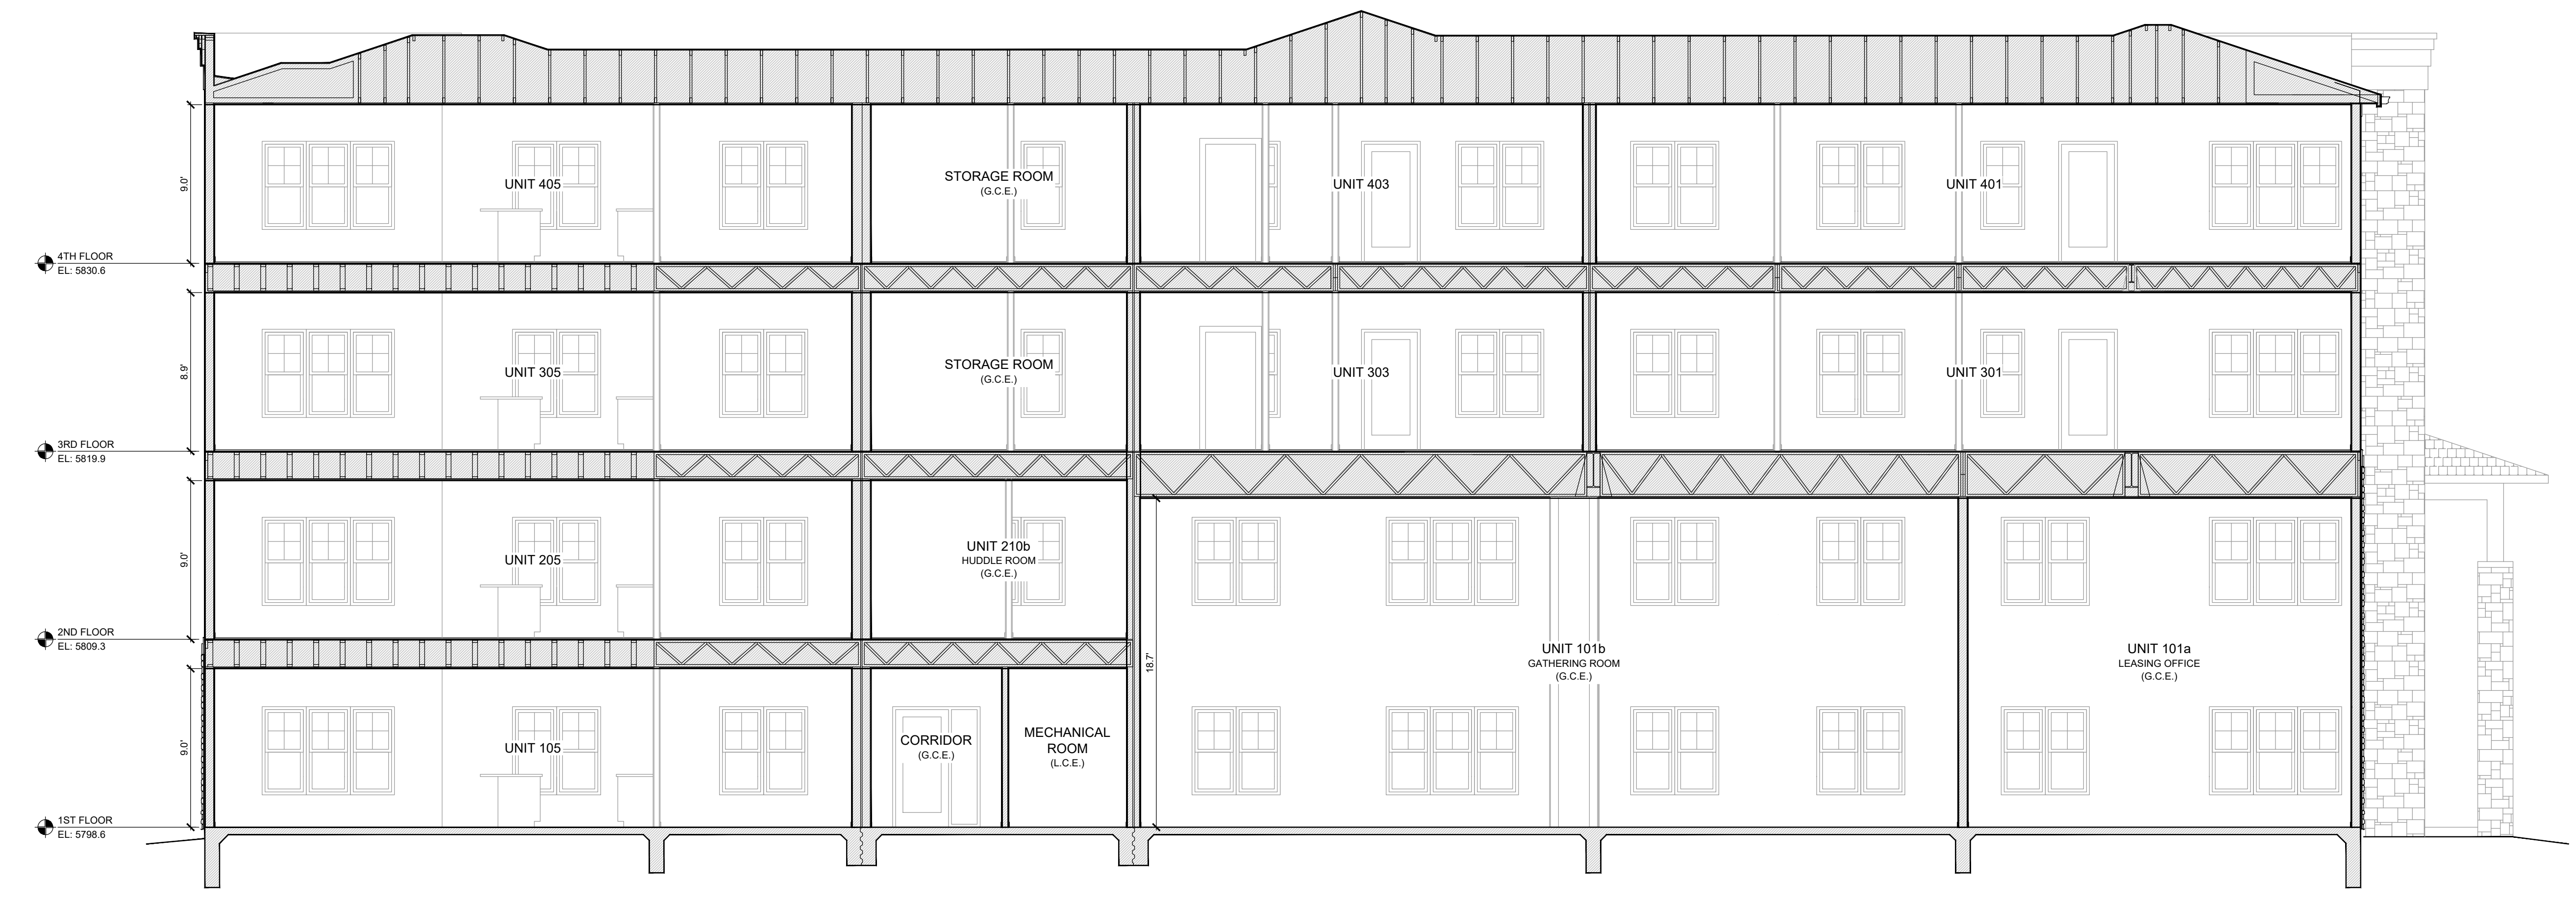 UNIT 405
STORAGE ROOM
(G.C.E.)
UNIT 403
UNIT 401
9.0'
4TH FLOOR
EL: 5830.6
UNIT 305
STORAGE ROOM
(G.C.E.)
UNIT 303
UNIT 301
8.9'
3RD FLOOR
EL: 5819.9
UNIT 205
UNIT 210b
HUDDLE ROOM
(G.C.E.)
9.0'
2ND FLOOR
EL: 5809.3
UNIT 101b
GATHERING ROOM
(G.C.E.)
UNIT 101a
LEASING OFFICE
(G.C.E.)
18.7'
UNIT 105
CORRIDOR
(G.C.E.)
MECHANICAL
ROOM
(L.C.E.)
9.0'
1ST FLOOR
EL: 5798.6